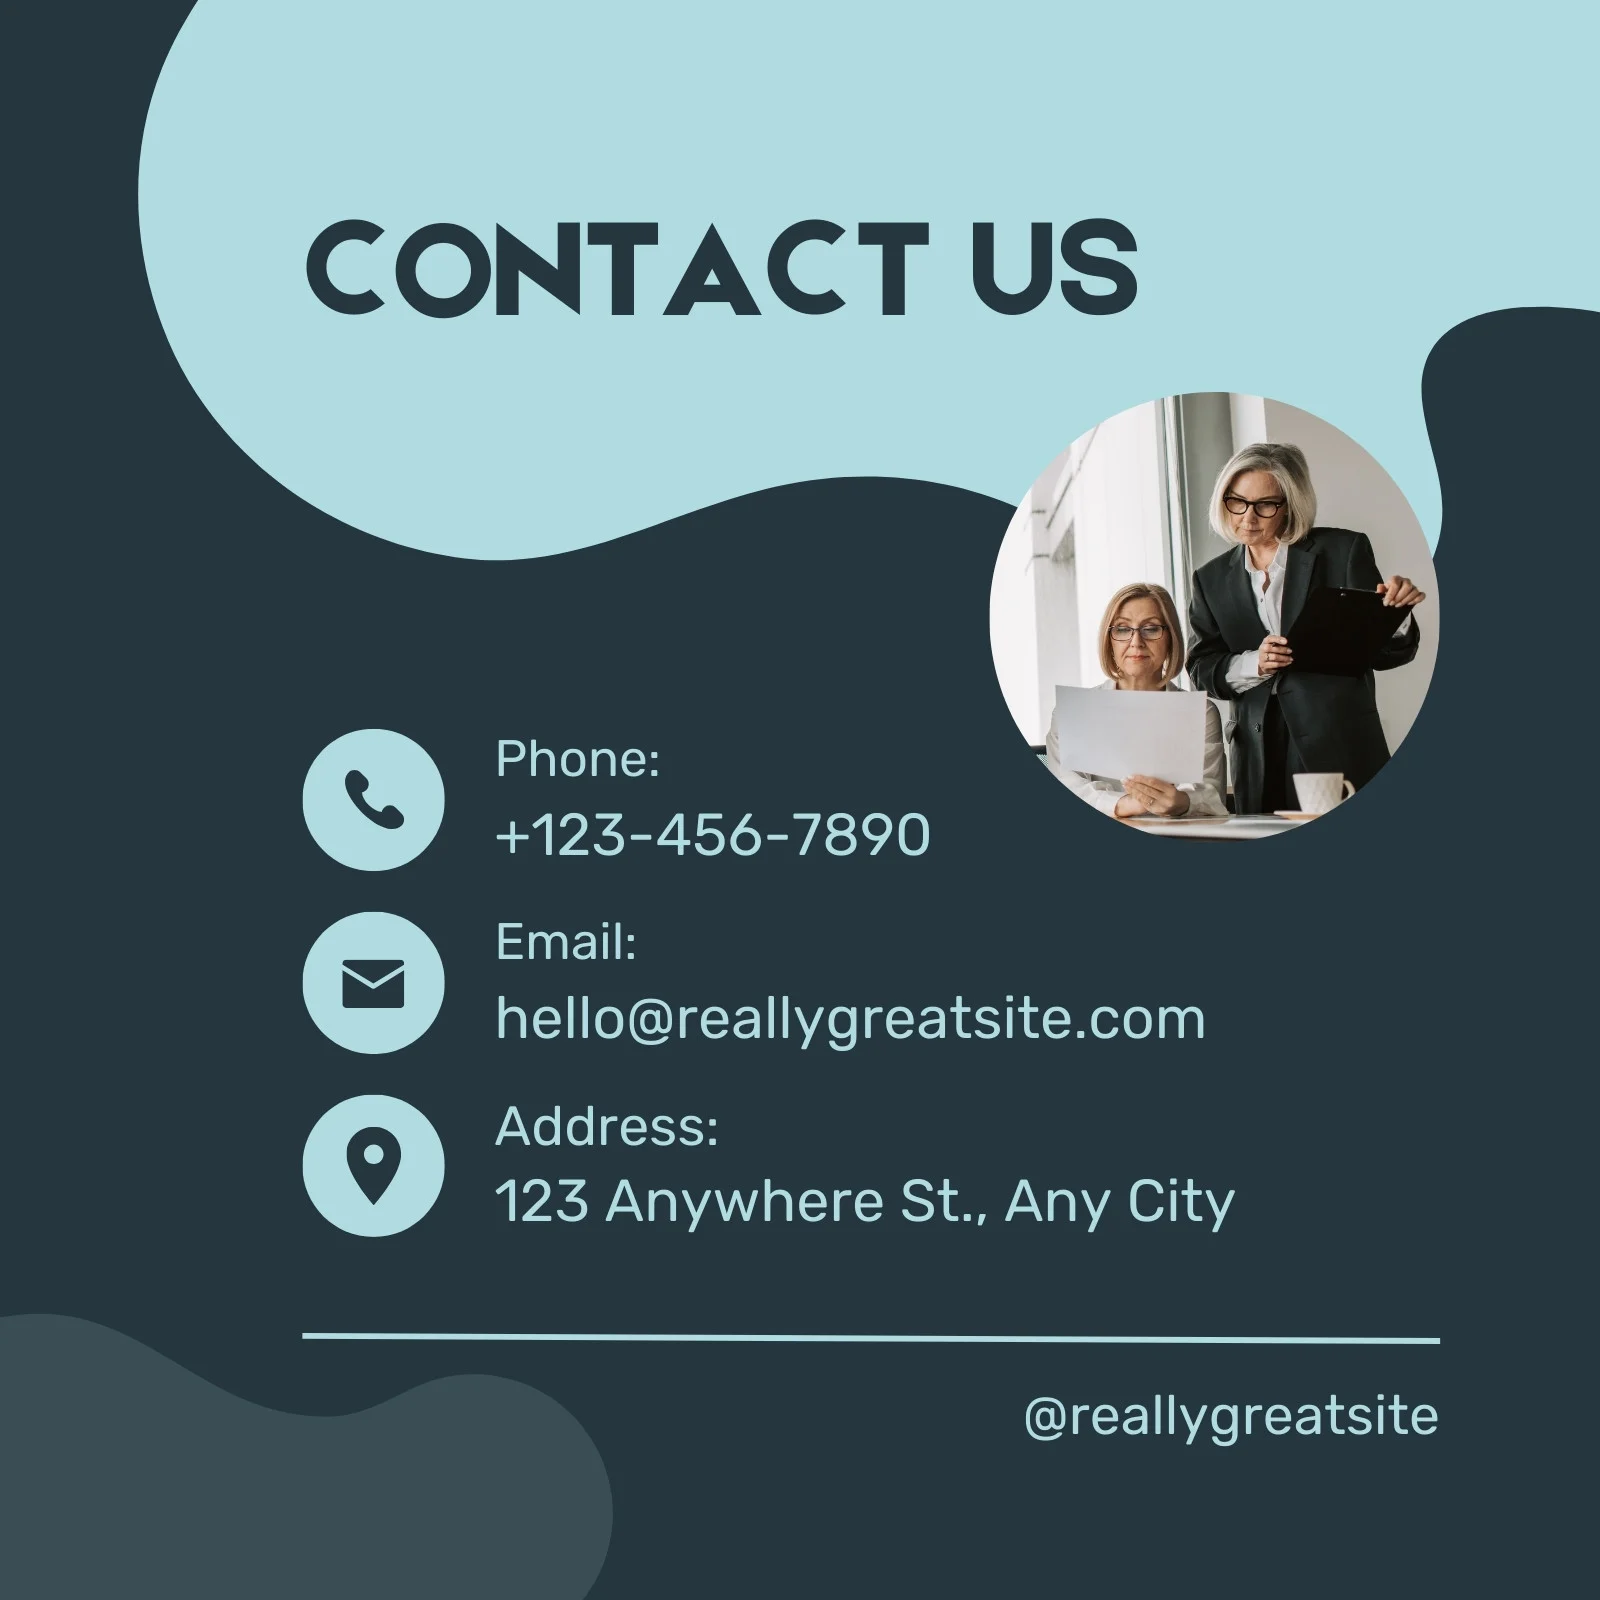 CONTACT US
Phone:
+123-456-7890
Email:
hello@reallygreatsite.com
Address:
123 Anywhere St., Any City
@reallygreatsite